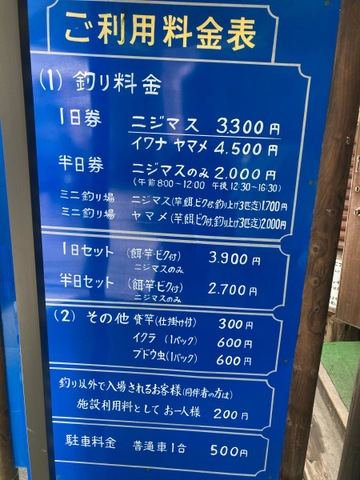 ご利用料金表
(1) 釣り料金
1日券 ニジマス 3.300円
イワナ ヤマメ 4.500円
半日券 ニジマスのみ 2.000円
(午前8:00~12:00 午後12:30~16:30)
ミニ釣り場 ニジマス(竿餌ビク付,釣り上げ3匹迄)1.700円
ミニ釣り場 ヤマメ(竿餌,ビク付,釣り上げ3匹迄)2.000円
1日セット (餌竿・ビク付) 3.900円
ニジマスのみ
半日セット (餌竿・ビク付) 2.700円
ニジマスのみ
(2) その他 貸竿(仕掛け付) 300円
イクラ (1パック) 600円
ブドウ虫(1パック) 600円
釣り以外で入場されるお客様(同伴者の方は)
施設利用料として お一人様 200円
駐車料金 普通車1台 500円